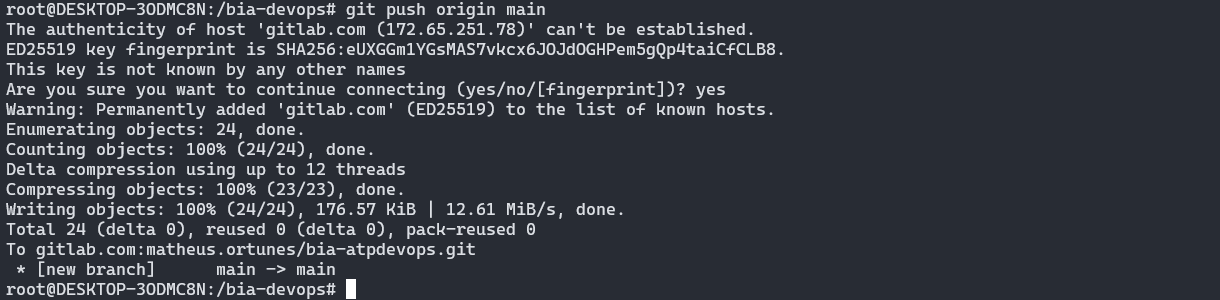 root@DESKTOP-3ODMC8N:/bia-devops# git push origin main
The authenticity of host 'gitlab.com (172.65.251.78)' can't be established.
ED25519 key fingerprint is SHA256:eUXGGm1YGsMAS7vkcx6JOJdOGHPem5gQp4taiCfCLB8.
This key is not known by any other names
Are you sure you want to continue connecting (yes/no/[fingerprint])? yes
Warning: Permanently added 'gitlab.com' (ED25519) to the list of known hosts.
Enumerating objects: 24, done.
Counting objects: 100% (24/24), done.
Delta compression using up to 12 threads
Compressing objects: 100% (23/23), done.
Writing objects: 100% (24/24), 176.57 KiB | 12.61 MiB/s, done.
Total 24 (delta 0), reused 0 (delta 0), pack-reused 0
To gitlab.com:matheus.ortunes/bia-atpdevops.git
 * [new branch]      main -> main
root@DESKTOP-3ODMC8N:/bia-devops#